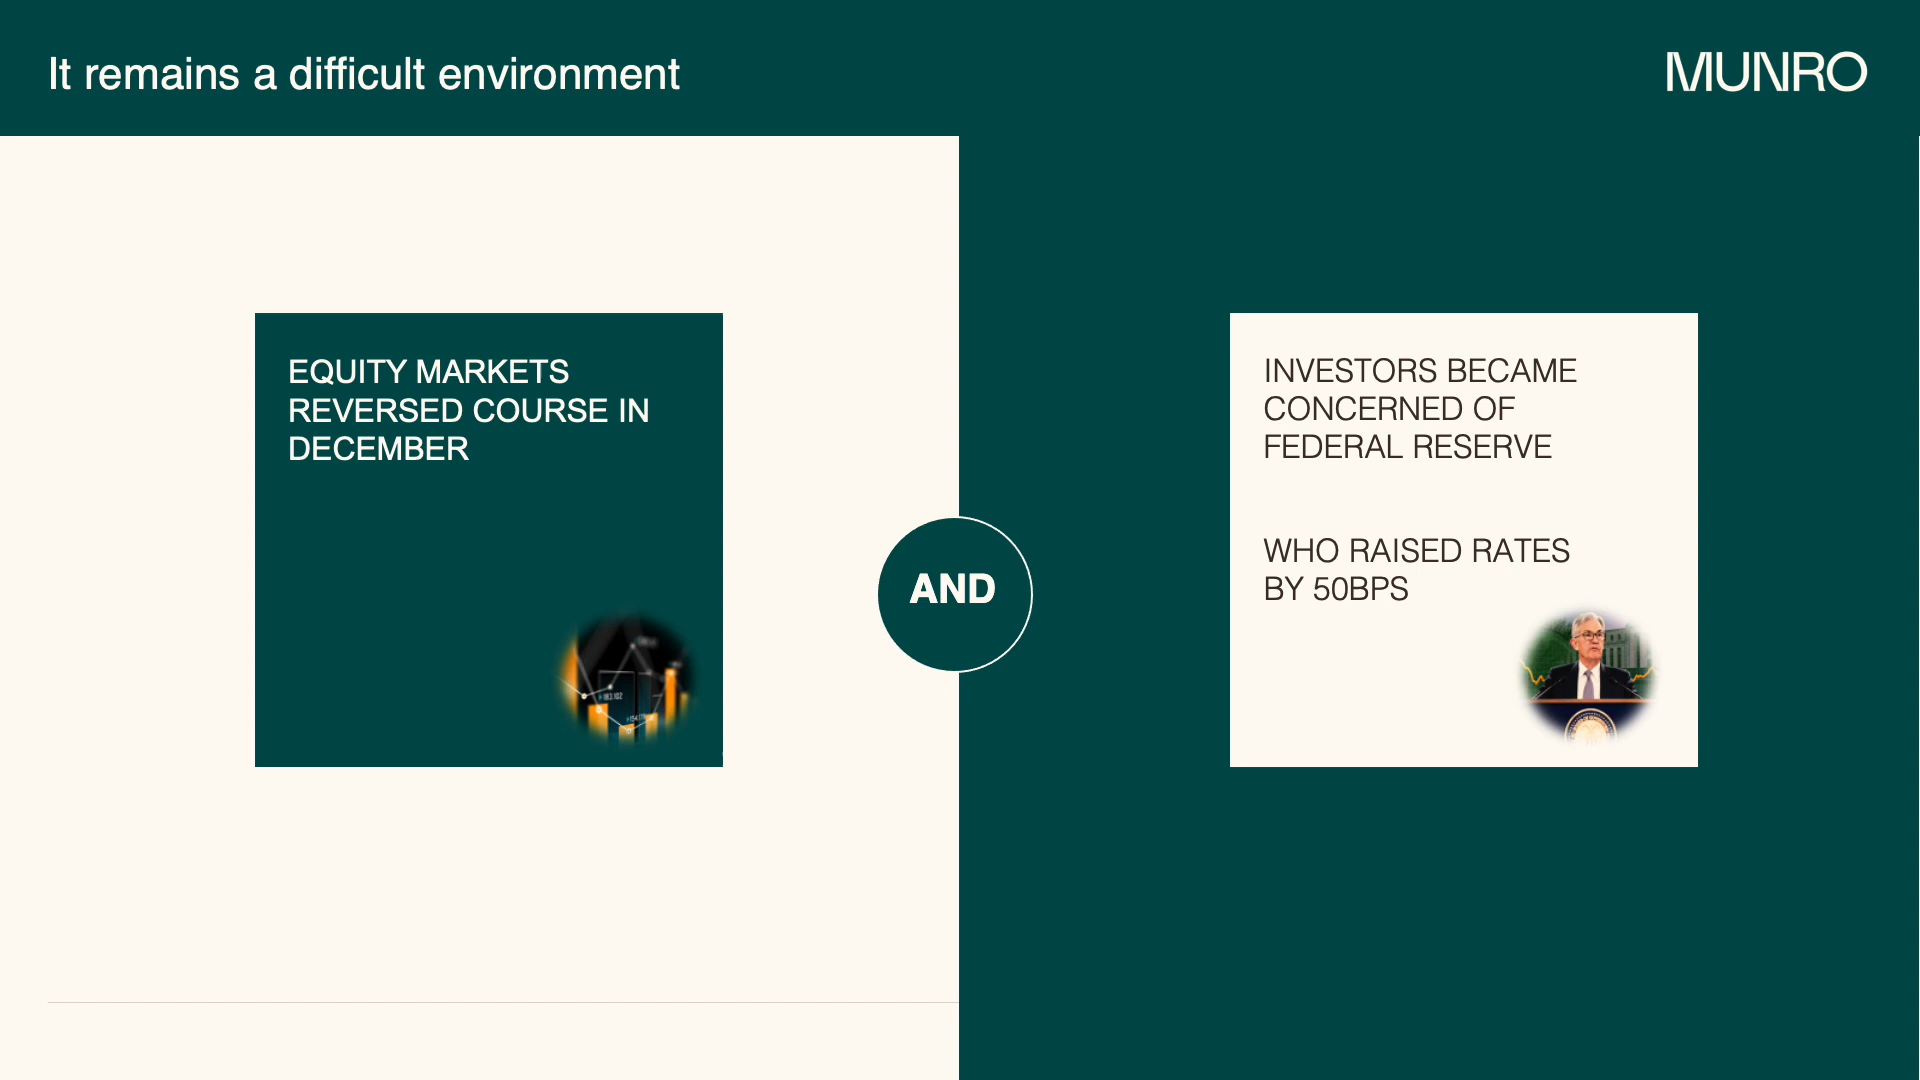 It remains a difficult environment
MUNRO
EQUITY MARKETS
REVERSED COURSE IN
DECEMBER
AND
INVESTORS BECAME
CONCERNED OF
FEDERAL RESERVE
WHO RAISED RATES
BY 50BPS